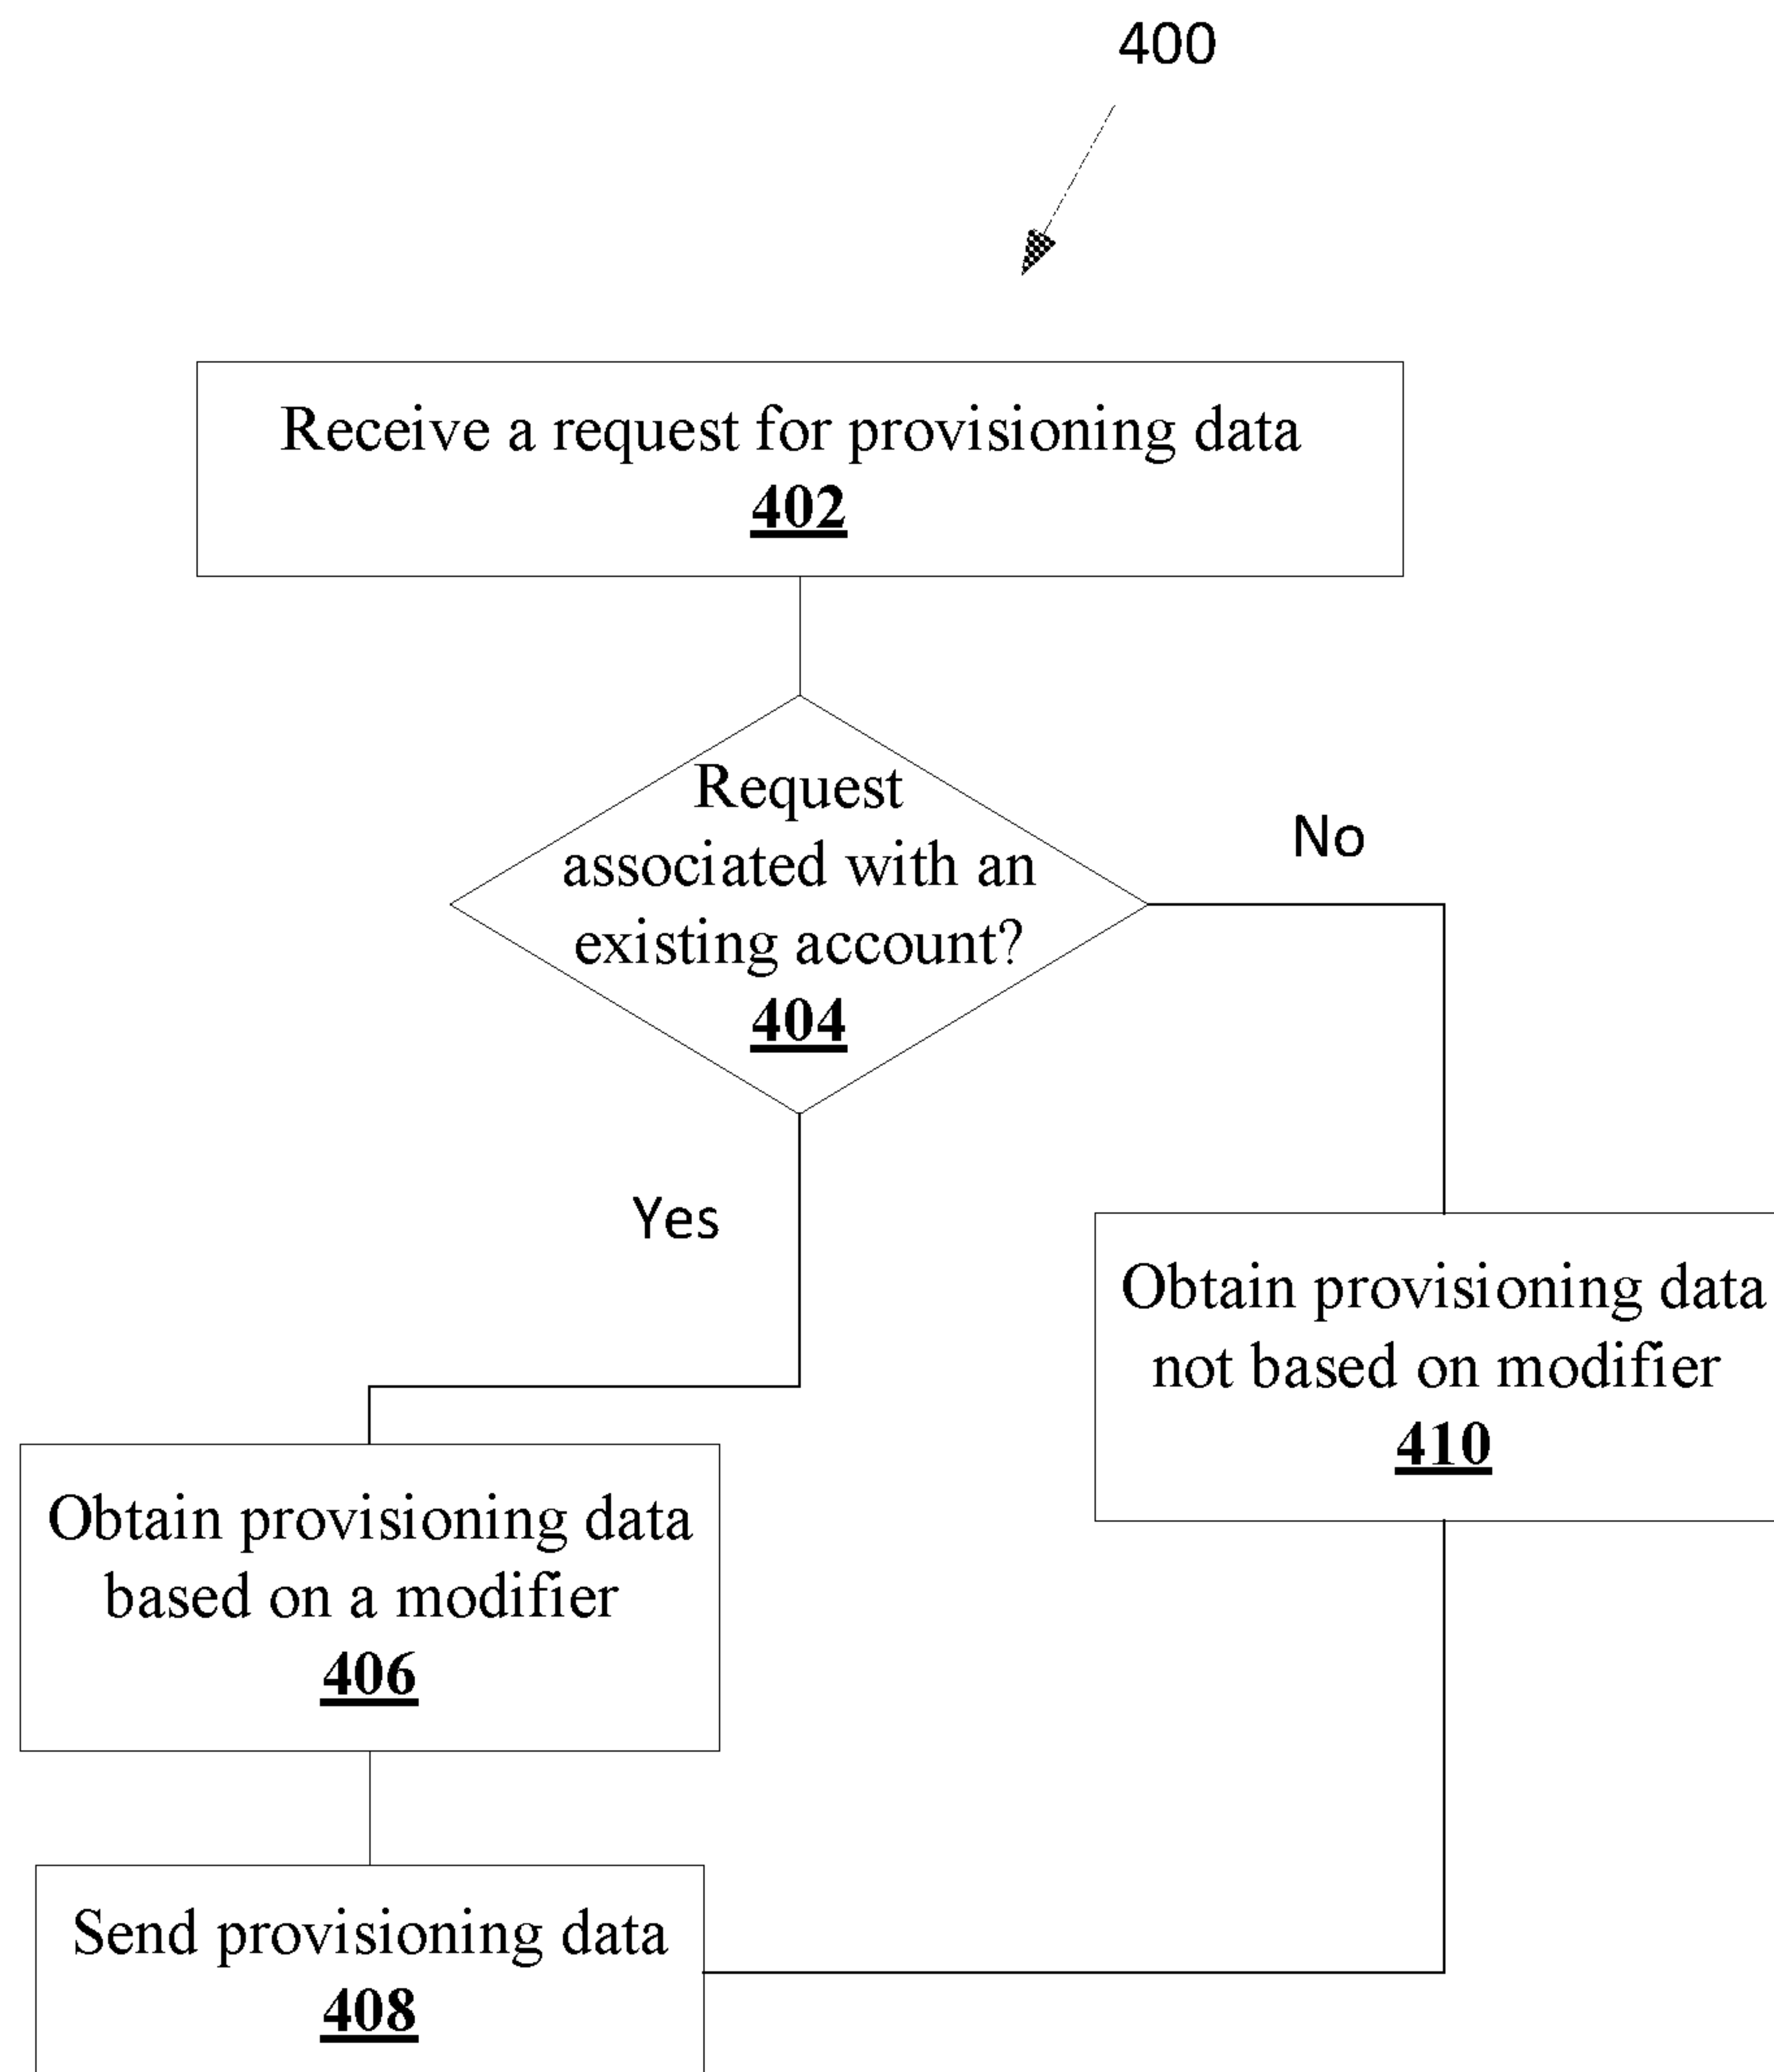 400
Receive a request for provisioning data
402
Request
associated with an
existing account?
404
No
Yes
Obtain provisioning data
not based on modifier
410
Obtain provisioning data
based on a modifier
406
Send provisioning data
408